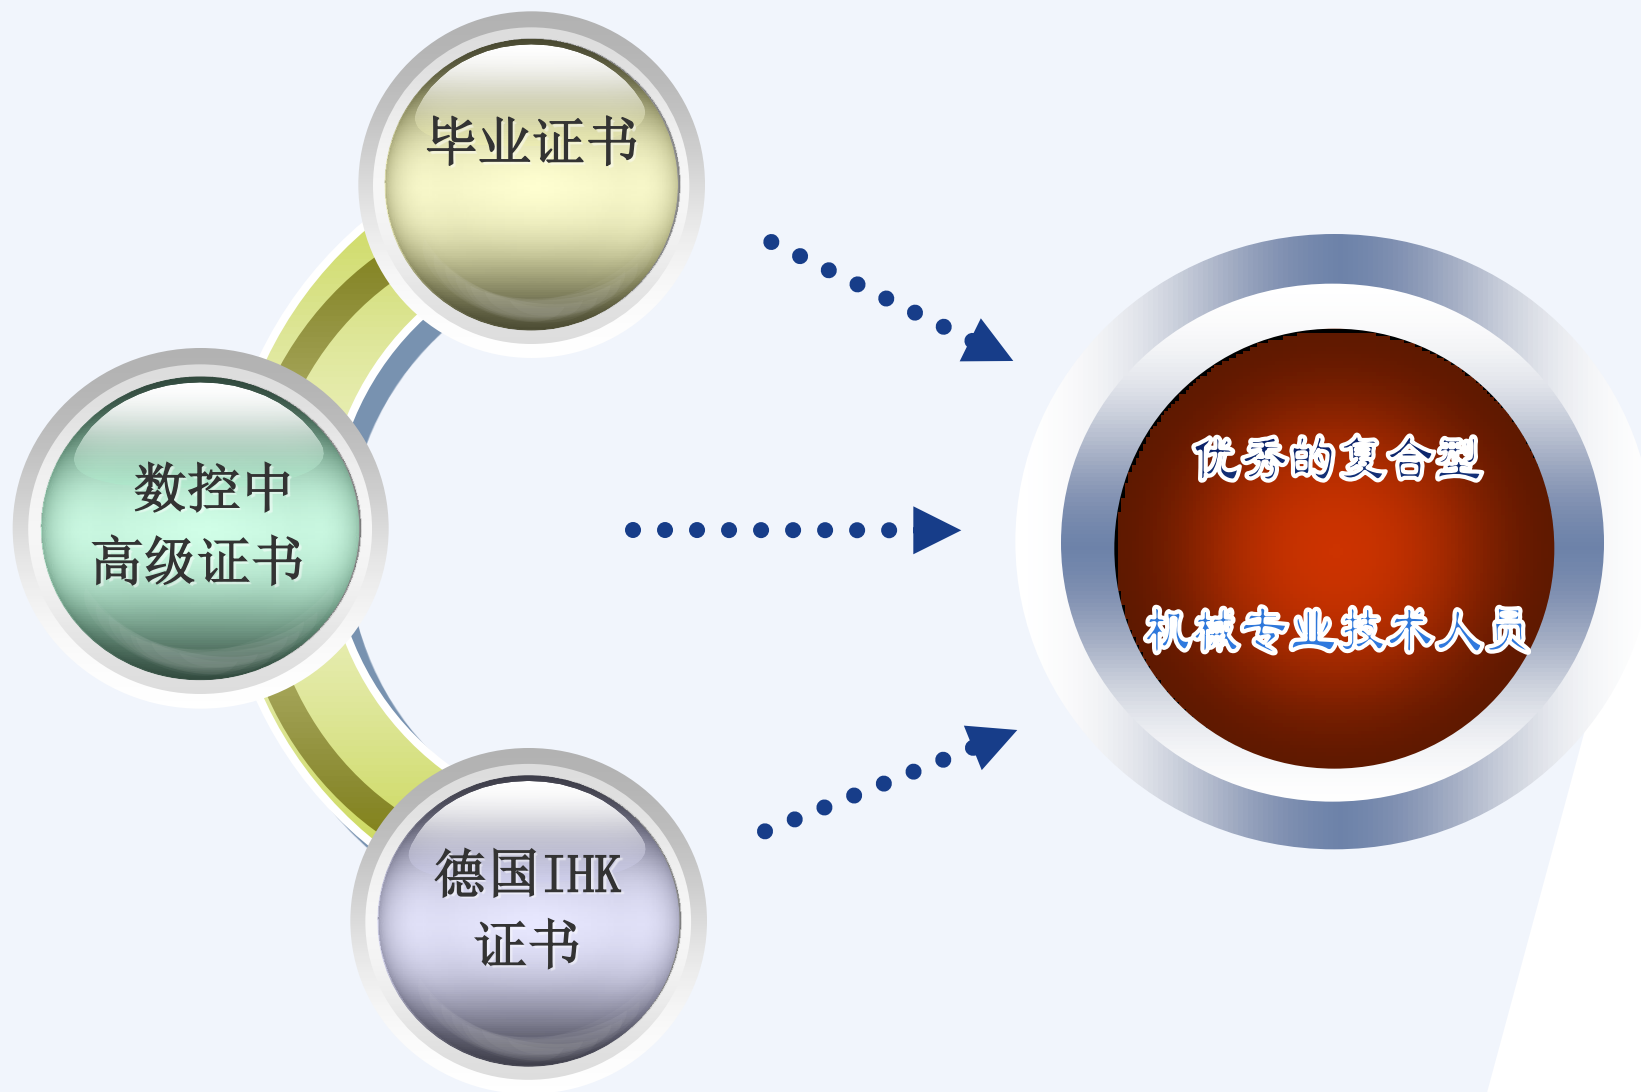 毕业证书
数控中
高级证书
德国IHK
证书
优秀的复合型
机械专业技术人员